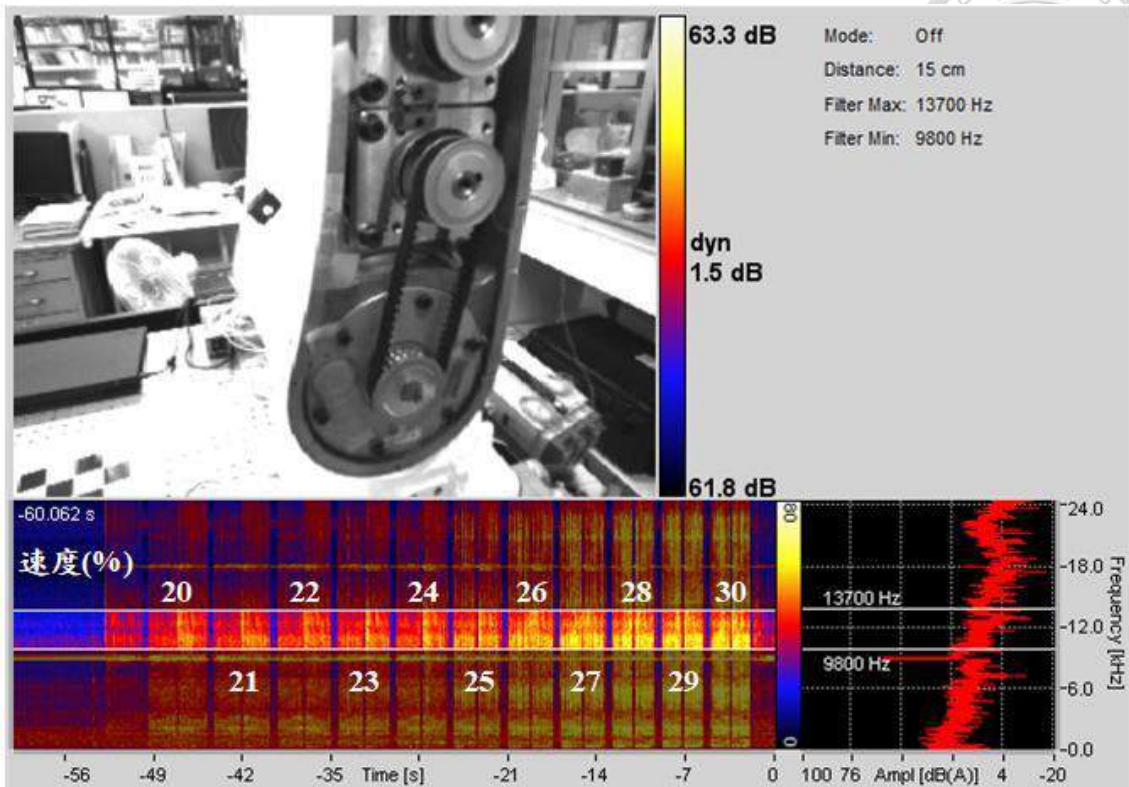 63.3 dB
dyn
1.5 dB
61.8 dB
Mode: Off
Distance: 15 cm
Filter Max: 13700 Hz
Filter Min: 9800 Hz
-60.062 s
速度(%)
20 22 24 26 28 30
21 23 25 27 29
80
0
13700 Hz
9800 Hz
24.0
18.0
12.0
6.0
0.0
Frequency [kHz]
-56 -49 -42 -35 Time [s] -21 -14 -7 0
100 76 Ampl [dB(A)] 4 -20